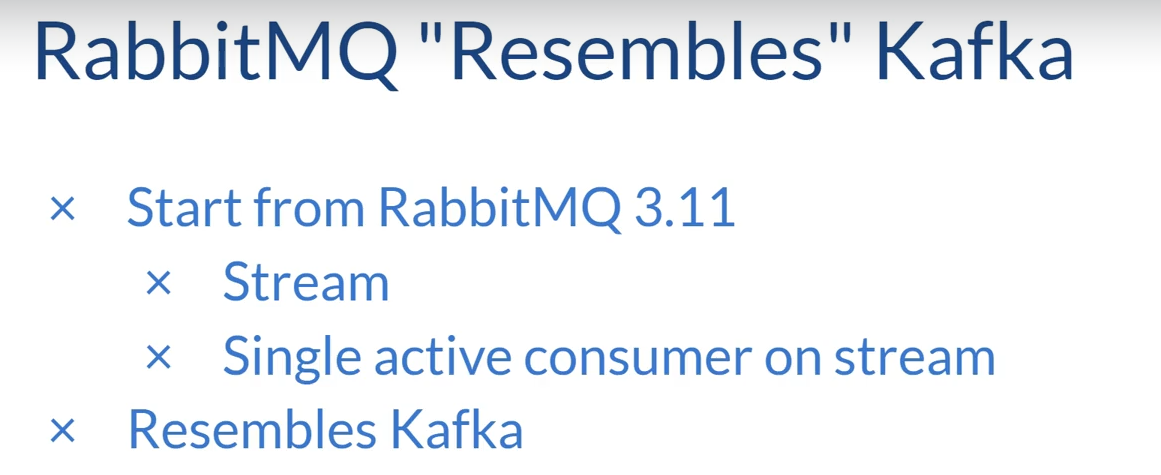 RabbitMQ "Resembles" Kafka
× Start from RabbitMQ 3.11
× Stream
× Single active consumer on stream
× Resembles Kafka